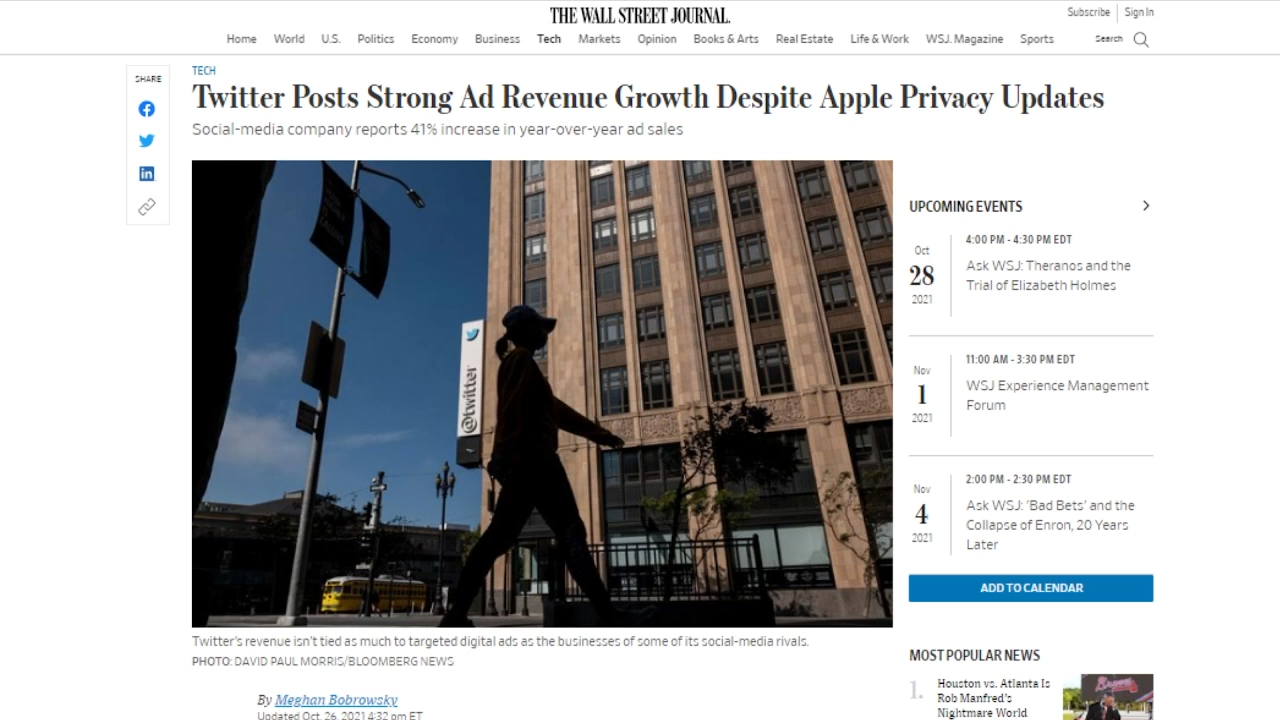 THE WALL STREET JOURNAL.
Subscribe
Sign In
Home World U.S. Politics Economy Business Tech Markets Opinion Books & Arts Real Estate Life & Work WSJ. Magazine Sports
Search
SHARE
TECH
Twitter Posts Strong Ad Revenue Growth Despite Apple Privacy Updates
Social-media company reports 41% increase in year-over-year ad sales
@twitter
Twitter's revenue isn't tied as much to targeted digital ads as the businesses of some of its social-media rivals.
PHOTO: DAVID PAUL MORRIS/BLOOMBERG NEWS
By Meghan Bobrowsky
Updated Oct. 26, 2021 4:32 pm ET
UPCOMING EVENTS
Oct
28
2021
4:00 PM - 4:30 PM EDT
Ask WSJ: Theranos and the
Trial of Elizabeth Holmes
Nov
1
2021
11:00 AM - 3:30 PM EDT
WSJ Experience Management
Forum
Nov
4
2021
2:00 PM - 2:30 PM EDT
Ask WSJ: 'Bad Bets' and the
Collapse of Enron, 20 Years
Later
ADD TO CALENDAR
MOST POPULAR NEWS
1.
Houston vs. Atlanta Is
Rob Manfred's
Nightmare World
Braves